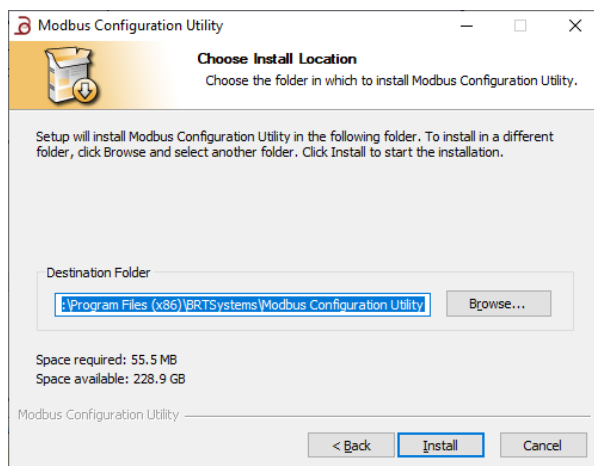 Modbus Configuration Utility
Choose Install Location
Choose the folder in which to install Modbus Configuration Utility.
Setup will install Modbus Configuration Utility in the following folder. To install in a different
folder, click Browse and select another folder. Click Install to start the installation.
Destination Folder
:\Program Files (x86)\BRTSystems\Modbus Configuration Utility
Browse...
Space required: 55.5 MB
Space available: 228.9 GB
Modbus Configuration Utility
< Back
Install
Cancel